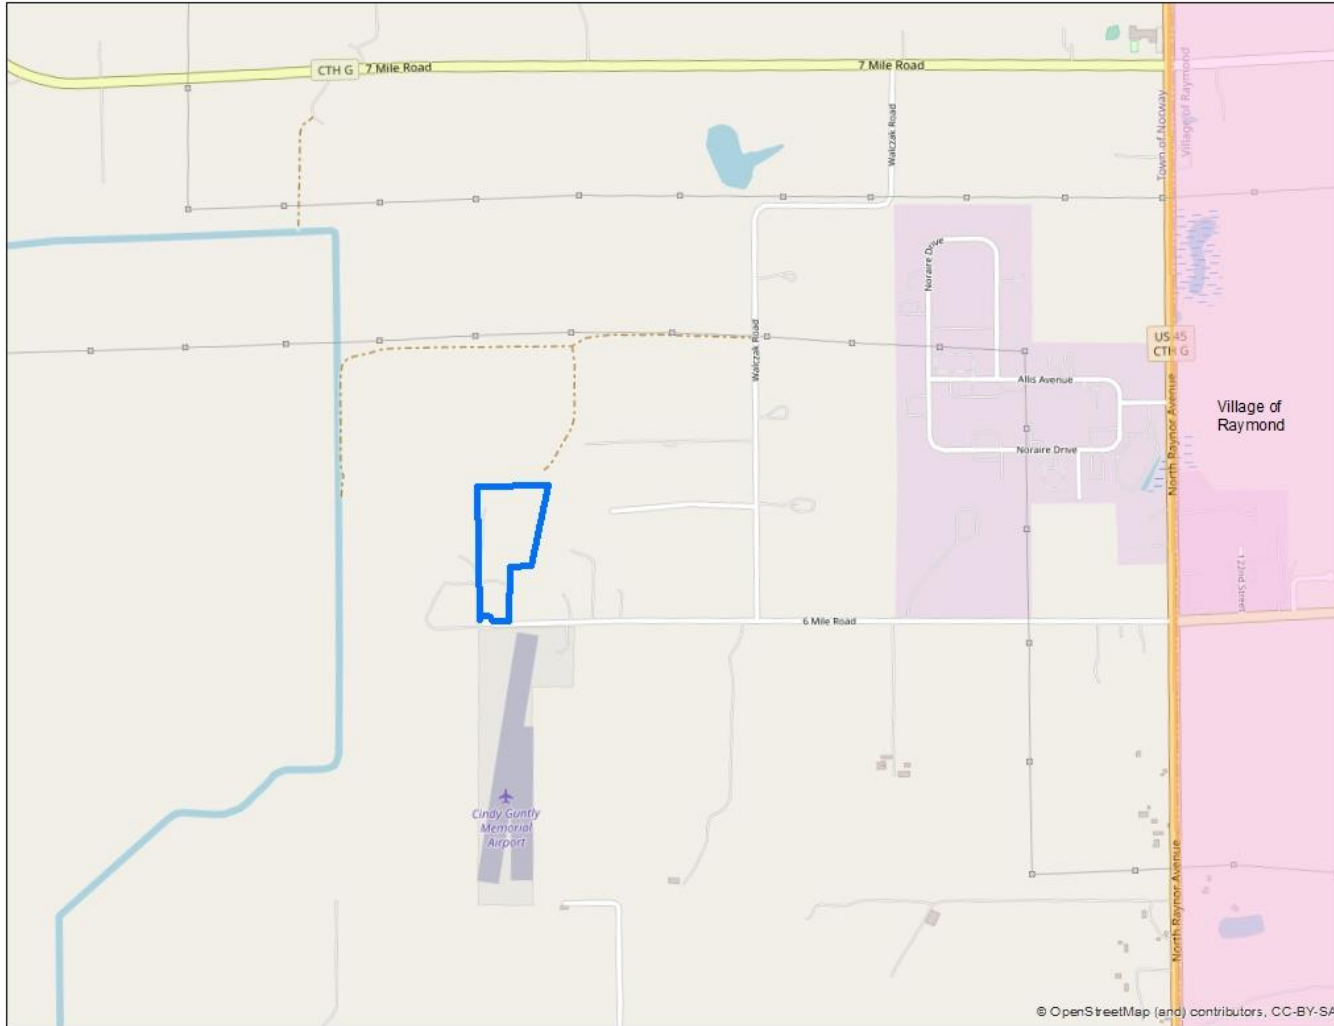 CTH G
7 Mile Road
7 Mile Road
Walczak Road
Town of Norway
Village of Raymond
Noraire Drive
US 45
CTH G
Walczak Road
Allis Avenue
Village of
Raymond
North Raynor Avenue
Noraire Drive
122nd Street
6 Mile Road
Cindy Guntly
Memorial
Airport
North Raynor Avenue
© OpenStreetMap (and) contributors, CC-BY-SA